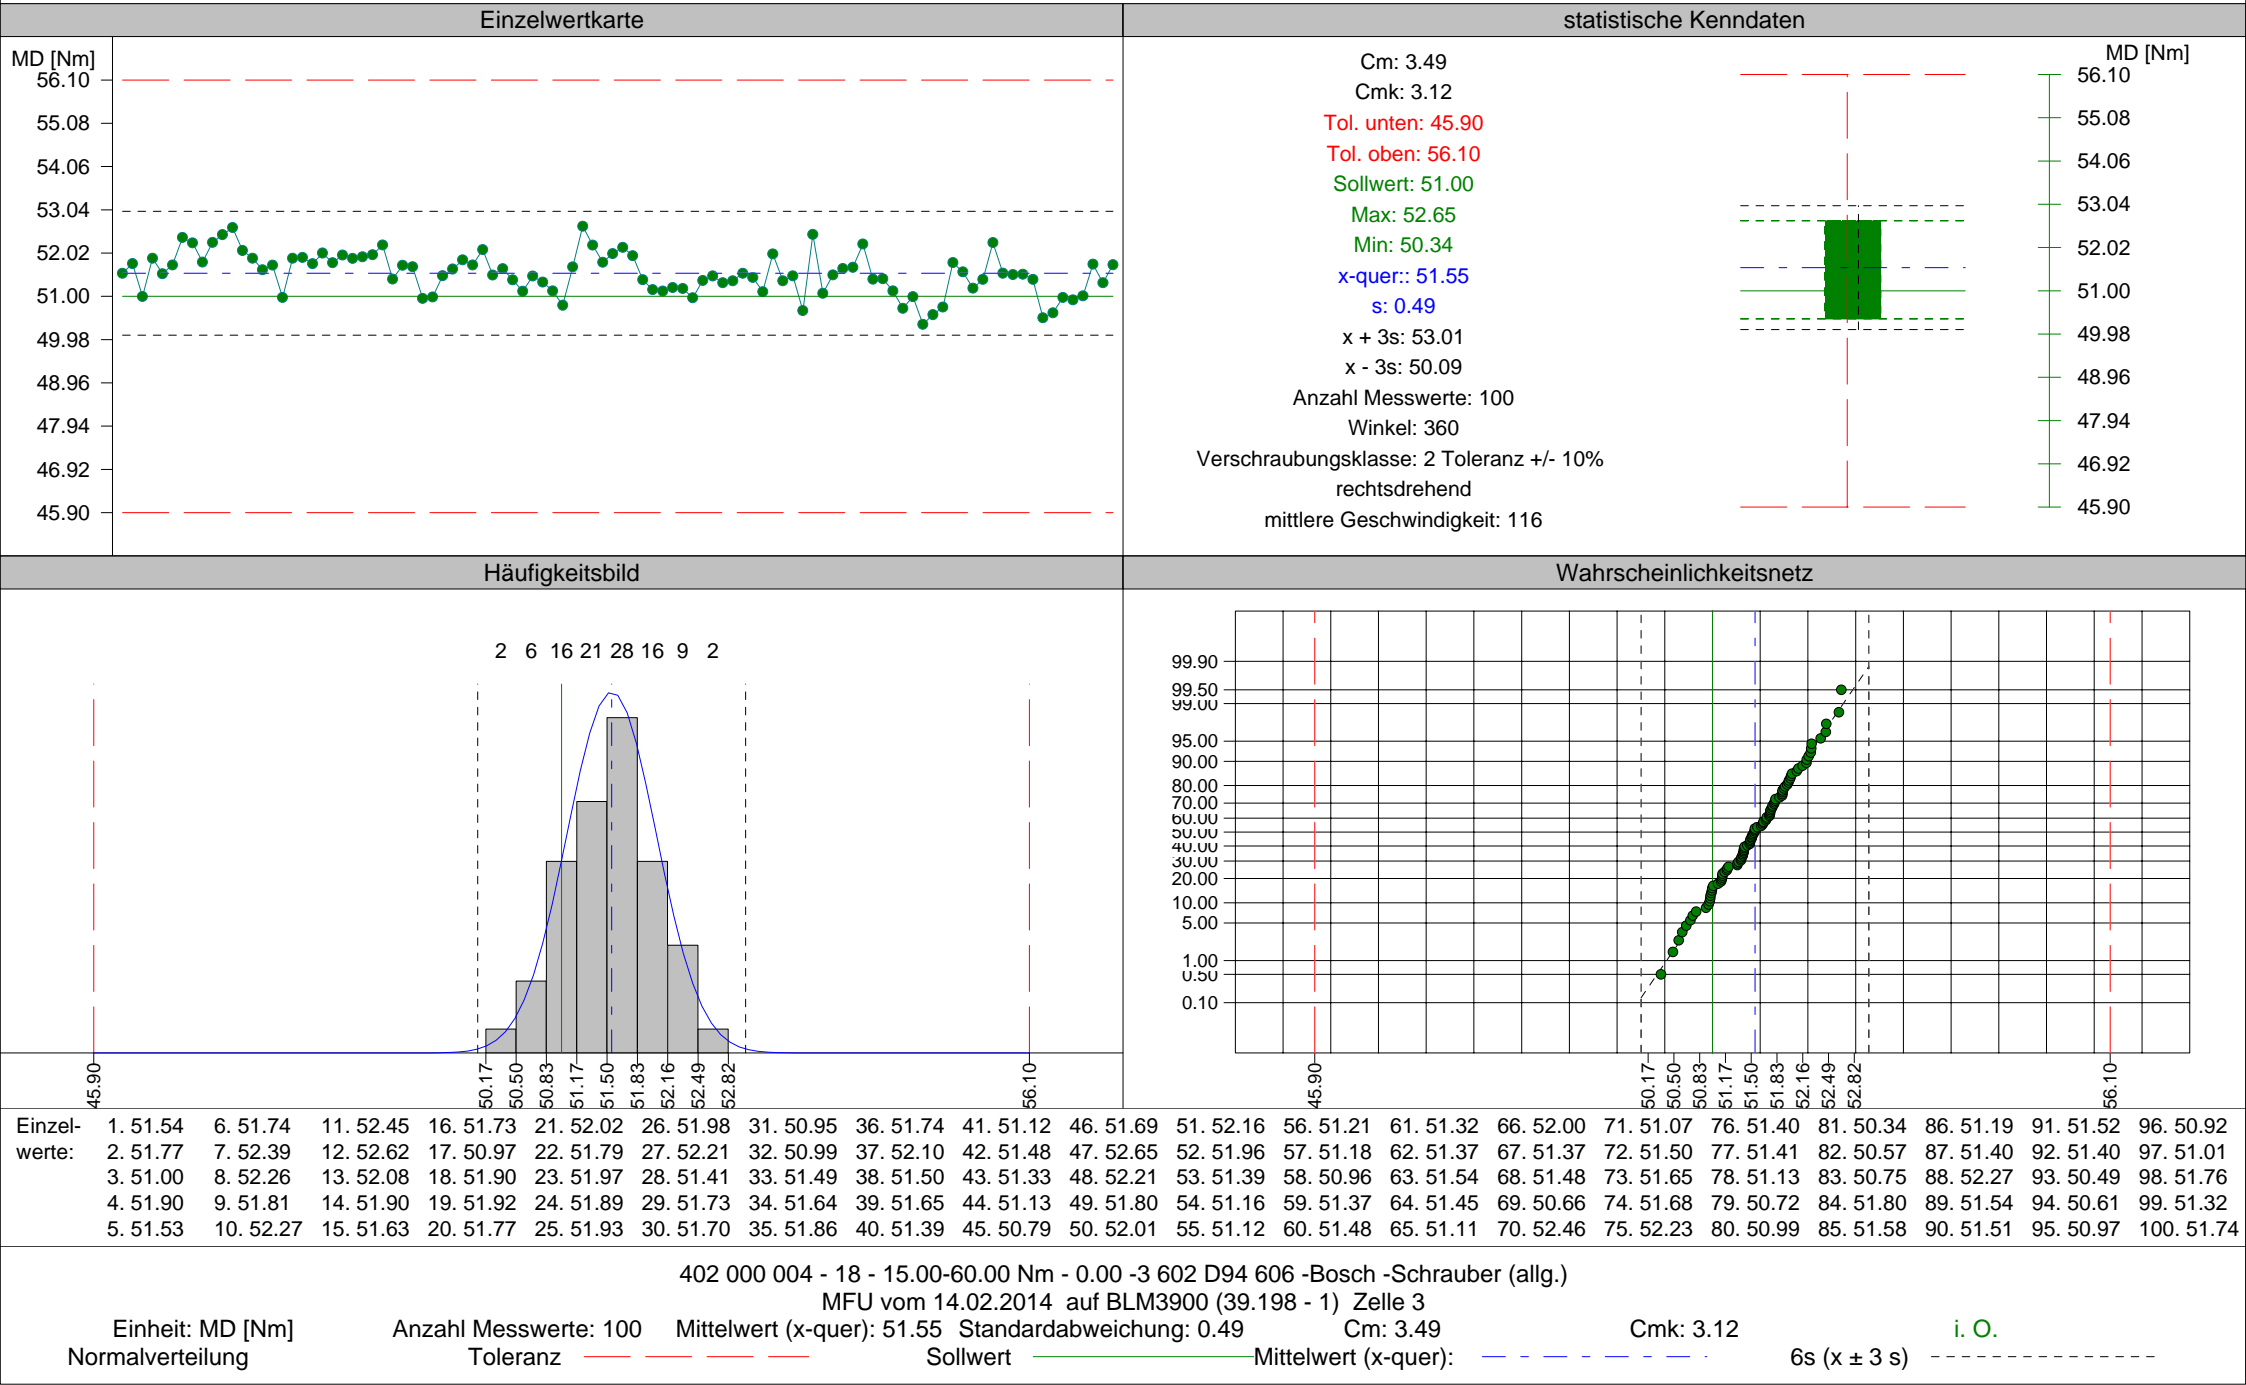 Einzelwertkarte
MD [Nm]
56.10
55.08
54.06
53.04
52.02
51.00
49.98
48.96
47.94
46.92
45.90
statistische Kenndaten
Cm: 3.49
Cmk: 3.12
Tol. unten: 45.90
Tol. oben: 56.10
Sollwert: 51.00
Max: 52.65
Min: 50.34
x-quer:: 51.55
s: 0.49
x + 3s: 53.01
x - 3s: 50.09
Anzahl Messwerte: 100
Winkel: 360
Verschraubungsklasse: 2 Toleranz +/- 10%
rechtsdrehend
mittlere Geschwindigkeit: 116
MD [Nm]
56.10
55.08
54.06
53.04
52.02
51.00
49.98
48.96
47.94
46.92
45.90
Häufigkeitsbild
2 6 16 21 28 16 9 2
45.90 50.17 50.50 50.83 51.17 51.50 51.83 52.16 52.49 52.82 56.10
Wahrscheinlichkeitsnetz
99.90
99.50
99.00
95.00
90.00
80.00
70.00
60.00
50.00
40.00
30.00
20.00
10.00
5.00
1.00
0.50
0.10
45.90 50.17 50.50 50.83 51.17 51.50 51.83 52.16 52.49 52.82 56.10
Einzel- 1. 51.54 6. 51.74 11. 52.45 16. 51.73 21. 52.02 26. 51.98 31. 50.95 36. 51.74 41. 51.12 46. 51.69 51. 52.16 56. 51.21 61. 51.32 66. 52.00 71. 51.07 76. 51.40 81. 50.34 86. 51.19 91. 51.52 96. 50.92
werte: 2. 51.77 7. 52.39 12. 52.62 17. 50.97 22. 51.79 27. 52.21 32. 50.99 37. 52.10 42. 51.48 47. 52.65 52. 51.96 57. 51.18 62. 51.37 67. 51.37 72. 51.50 77. 51.41 82. 50.57 87. 51.40 92. 51.40 97. 51.01
3. 51.00 8. 52.26 13. 52.08 18. 51.90 23. 51.97 28. 51.41 33. 51.49 38. 51.50 43. 51.33 48. 52.21 53. 51.39 58. 50.96 63. 51.54 68. 51.48 73. 51.65 78. 51.13 83. 50.75 88. 52.27 93. 50.49 98. 51.76
4. 51.90 9. 51.81 14. 51.90 19. 51.92 24. 51.89 29. 51.73 34. 51.64 39. 51.65 44. 51.13 49. 51.80 54. 51.16 59. 51.37 64. 51.45 69. 50.66 74. 51.68 79. 50.72 84. 51.80 89. 51.54 94. 50.61 99. 51.32
5. 51.53 10. 52.27 15. 51.63 20. 51.77 25. 51.93 30. 51.70 35. 51.86 40. 51.39 45. 50.79 50. 52.01 55. 51.12 60. 51.48 65. 51.11 70. 52.46 75. 52.23 80. 50.99 85. 51.58 90. 51.51 95. 50.97 100. 51.74
402 000 004 - 18 - 15.00-60.00 Nm - 0.00 -3 602 D94 606 -Bosch -Schrauber (allg.)
MFU vom 14.02.2014 auf BLM3900 (39.198 - 1) Zelle 3
Einheit: MD [Nm] Anzahl Messwerte: 100 Mittelwert (x-quer): 51.55 Standardabweichung: 0.49 Cm: 3.49 Cmk: 3.12 i. O.
Normalverteilung Toleranz Sollwert Mittelwert (x-quer): 6s (x ± 3 s)